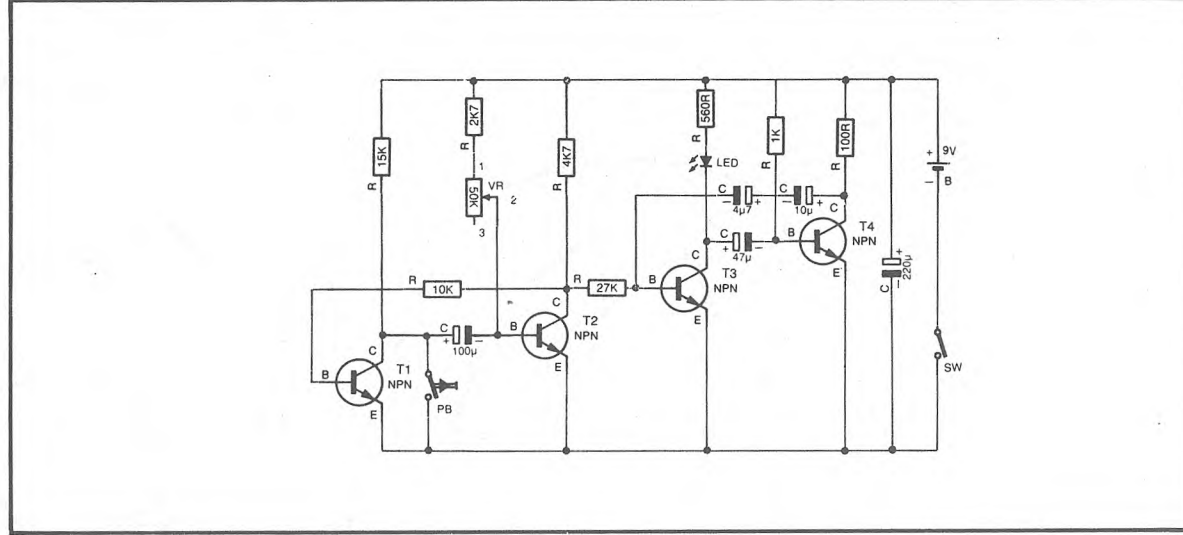 R
15K
R
2K7
1
50K
VR
2
3
R
4K7
R
560R
LED
R
1K
R
100R
+
9V
−
B
C
−
4µ7
+
C
−
10µ
+
C
T4
NPN
B
E
C
+
47µ
−
C
T3
NPN
B
E
C
+
−
220µ
SW
R
10K
R
27K
C
T2
NPN
B
E
C
+
100µ
−
C
T1
NPN
B
E
PB